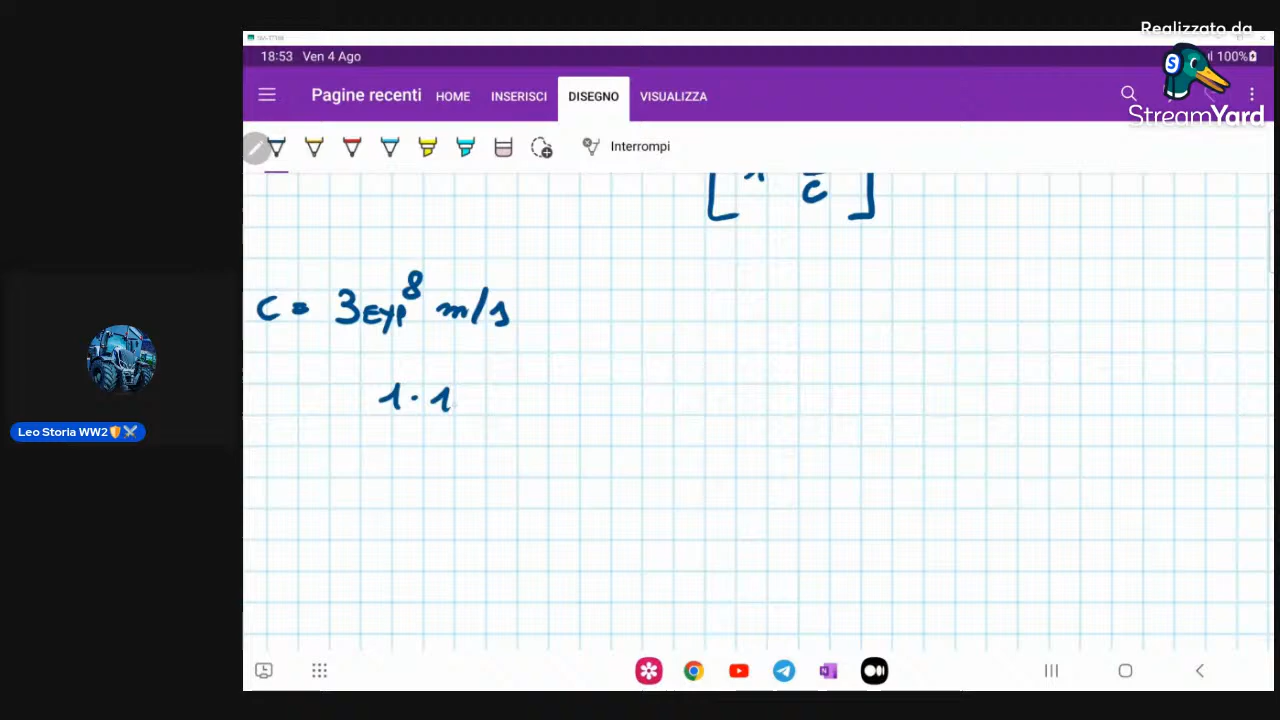 Realizzato da
StreamYard
18:53 Ven 4 Ago
100%
Pagine recenti HOME INSERISCI DISEGNO VISUALIZZA
Interrompi
C
C = 3Exp⁸ m/s
1 · 1
Leo Storia WW2🛡️⚔️